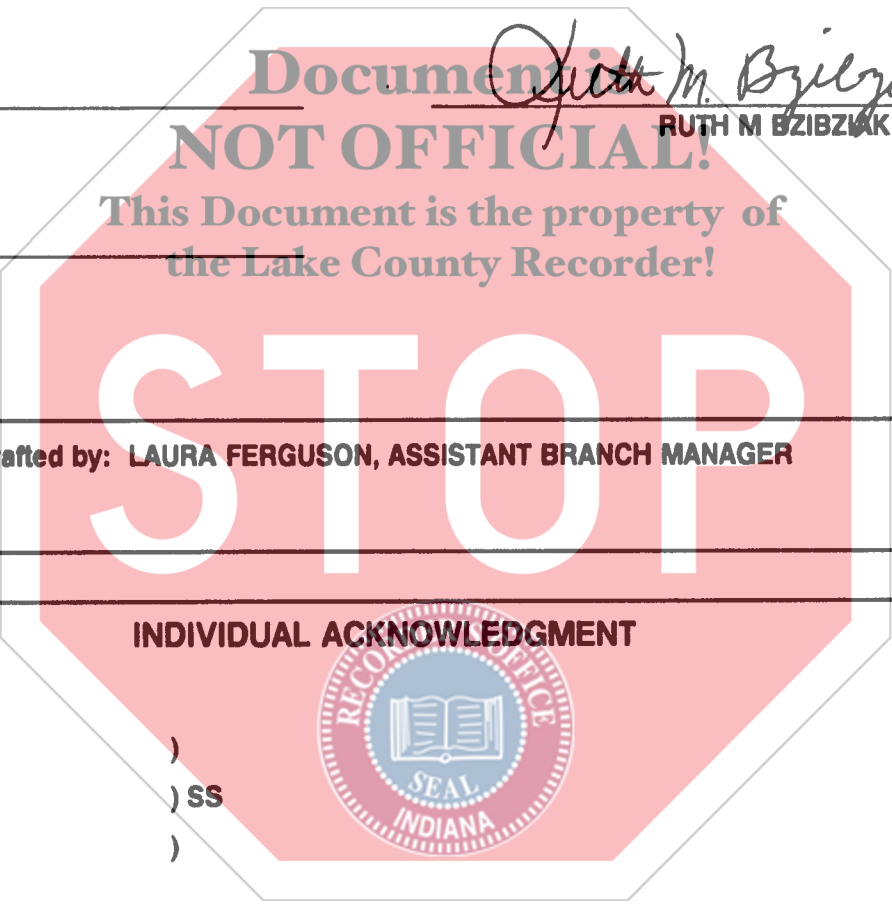 Document is
NOT OFFICIAL!
This Document is the property of
the Lake County Recorder!
Ruth M. Bzibz
RUTH M BZIBZIAK
STOP
afted by: LAURA FERGUSON, ASSISTANT BRANCH MANAGER
INDIVIDUAL ACKNOWLEDGMENT
)
) SS
)
RECORDER'S OFFICE
SEAL
INDIANA